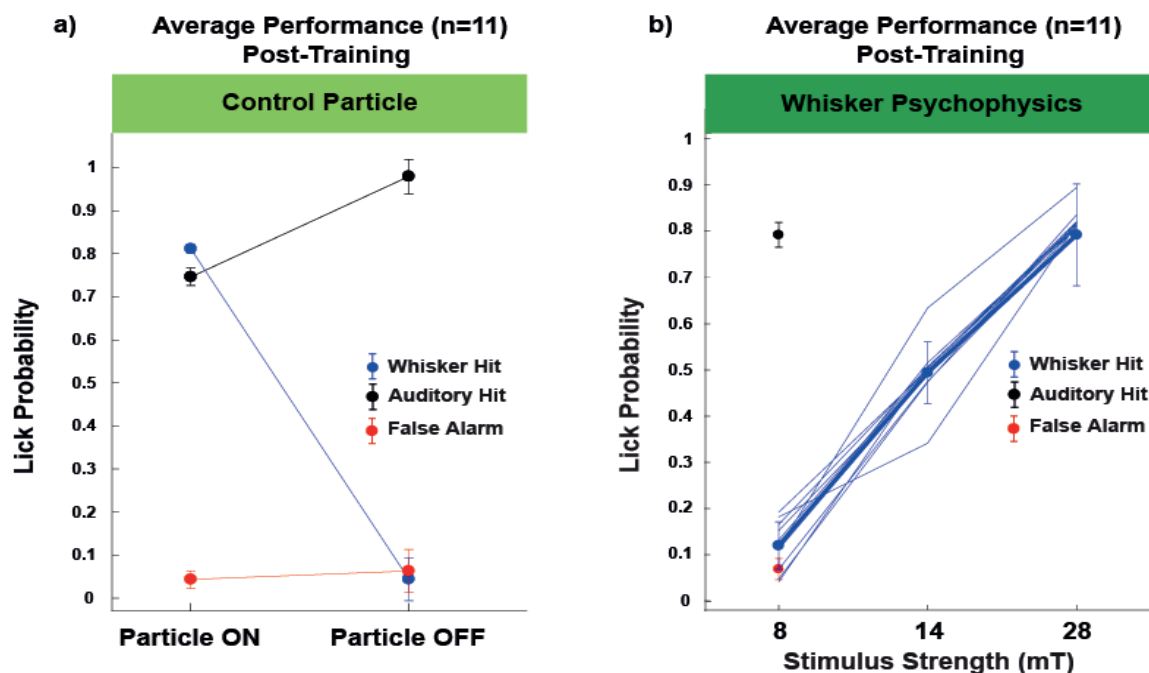 a)
Average Performance (n=11)
Post-Training
Control Particle
1
0.9
0.8
0.7
0.6
0.5
0.4
0.3
0.2
0.1
0
Lick Probability
Whisker Hit
Auditory Hit
False Alarm
Particle ON
Particle OFF
b)
Average Performance (n=11)
Post-Training
Whisker Psychophysics
1
0.9
0.8
0.7
0.6
0.5
0.4
0.3
0.2
0.1
0
Lick Probability
Whisker Hit
Auditory Hit
False Alarm
8
14
28
Stimulus Strength (mT)